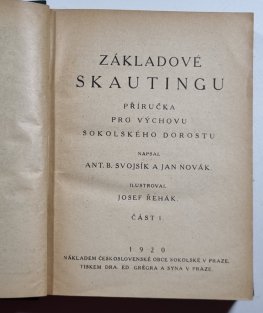 ZÁKLADOVÉ
SKAUTINGU
PŘÍRUČKA
PRO VÝCHOVU
SOKOLSKÉHO DOROSTU
NAPSAL
ANT. B. SVOJSÍK A JAN NOVÁK
ILUSTROVAL
JOSEF ŘEHÁK.
ČÁST I.
1920
NÁKLADEM ČESKOSLOVENSKÉ OBCE SOKOLSKÉ V PRAZE.
TISKEM DRA. ED. GRÉGRA A SYNA V PRAZE.